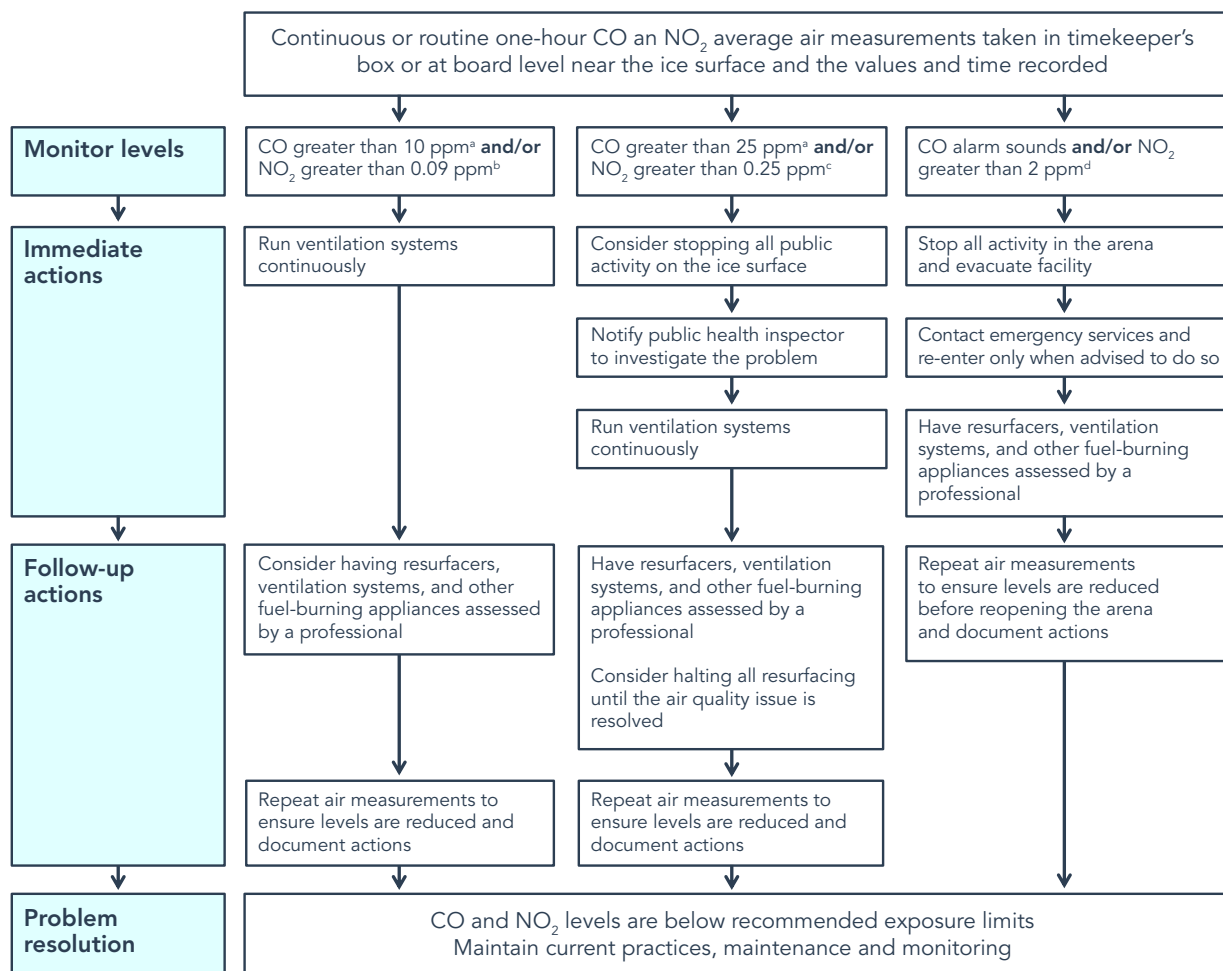 Continuous or routine one-hour CO an NO₂ average air measurements taken in timekeeper's
box or at board level near the ice surface and the values and time recorded
Monitor levels
CO greater than 10 ppmᵃ and/or
NO₂ greater than 0.09 ppmᵇ
CO greater than 25 ppmᵃ and/or
NO₂ greater than 0.25 ppmᶜ
CO alarm sounds and/or NO₂
greater than 2 ppmᵈ
Immediate
actions
Run ventilation systems
continuously
Consider stopping all public
activity on the ice surface
Stop all activity in the arena
and evacuate facility
Notify public health inspector
to investigate the problem
Contact emergency services and
re-enter only when advised to do so
Run ventilation systems
continuously
Have resurfacers, ventilation
systems, and other fuel-burning
appliances assessed by a
professional
Follow-up
actions
Consider having resurfacers,
ventilation systems, and other
fuel-burning appliances assessed
by a professional
Have resurfacers, ventilation
systems, and other fuel-burning
appliances assessed by a
professional
Consider halting all resurfacing
until the air quality issue is
resolved
Repeat air measurements
to ensure levels are reduced
before reopening the arena
and document actions
Repeat air measurements to
ensure levels are reduced and
document actions
Repeat air measurements to
ensure levels are reduced and
document actions
Problem
resolution
CO and NO₂ levels are below recommended exposure limits
Maintain current practices, maintenance and monitoring